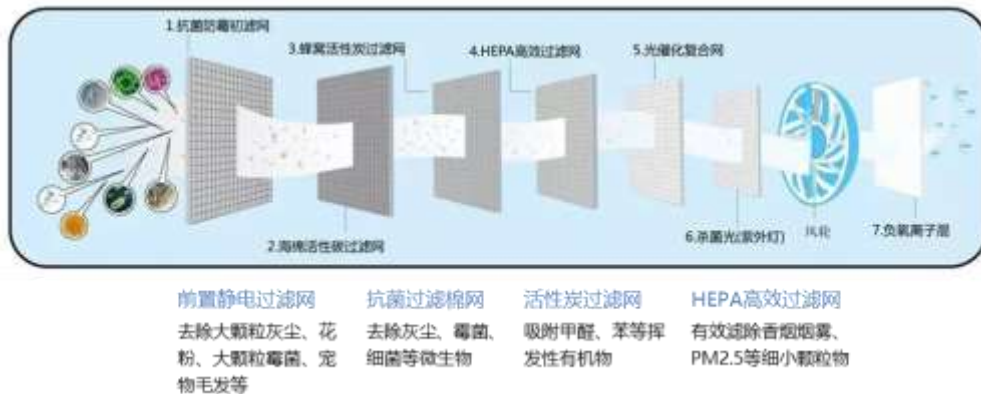 1.抗菌防霉初滤网
3.蜂窝活性炭过滤网
4.HEPA高效过滤网
5.光催化复合网
2.海绵活性碳过滤网
6.杀菌光(紫外灯)
风轮
7.负氧离子层
前置静电过滤网
去除大颗粒灰尘、花
粉、大颗粒霉菌、宠
物毛发等
抗菌过滤棉网
去除灰尘、霉菌、
细菌等微生物
活性炭过滤网
吸附甲醛、苯等挥
发性有机物
HEPA高效过滤网
有效滤除香烟烟雾、
PM2.5等细小颗粒物